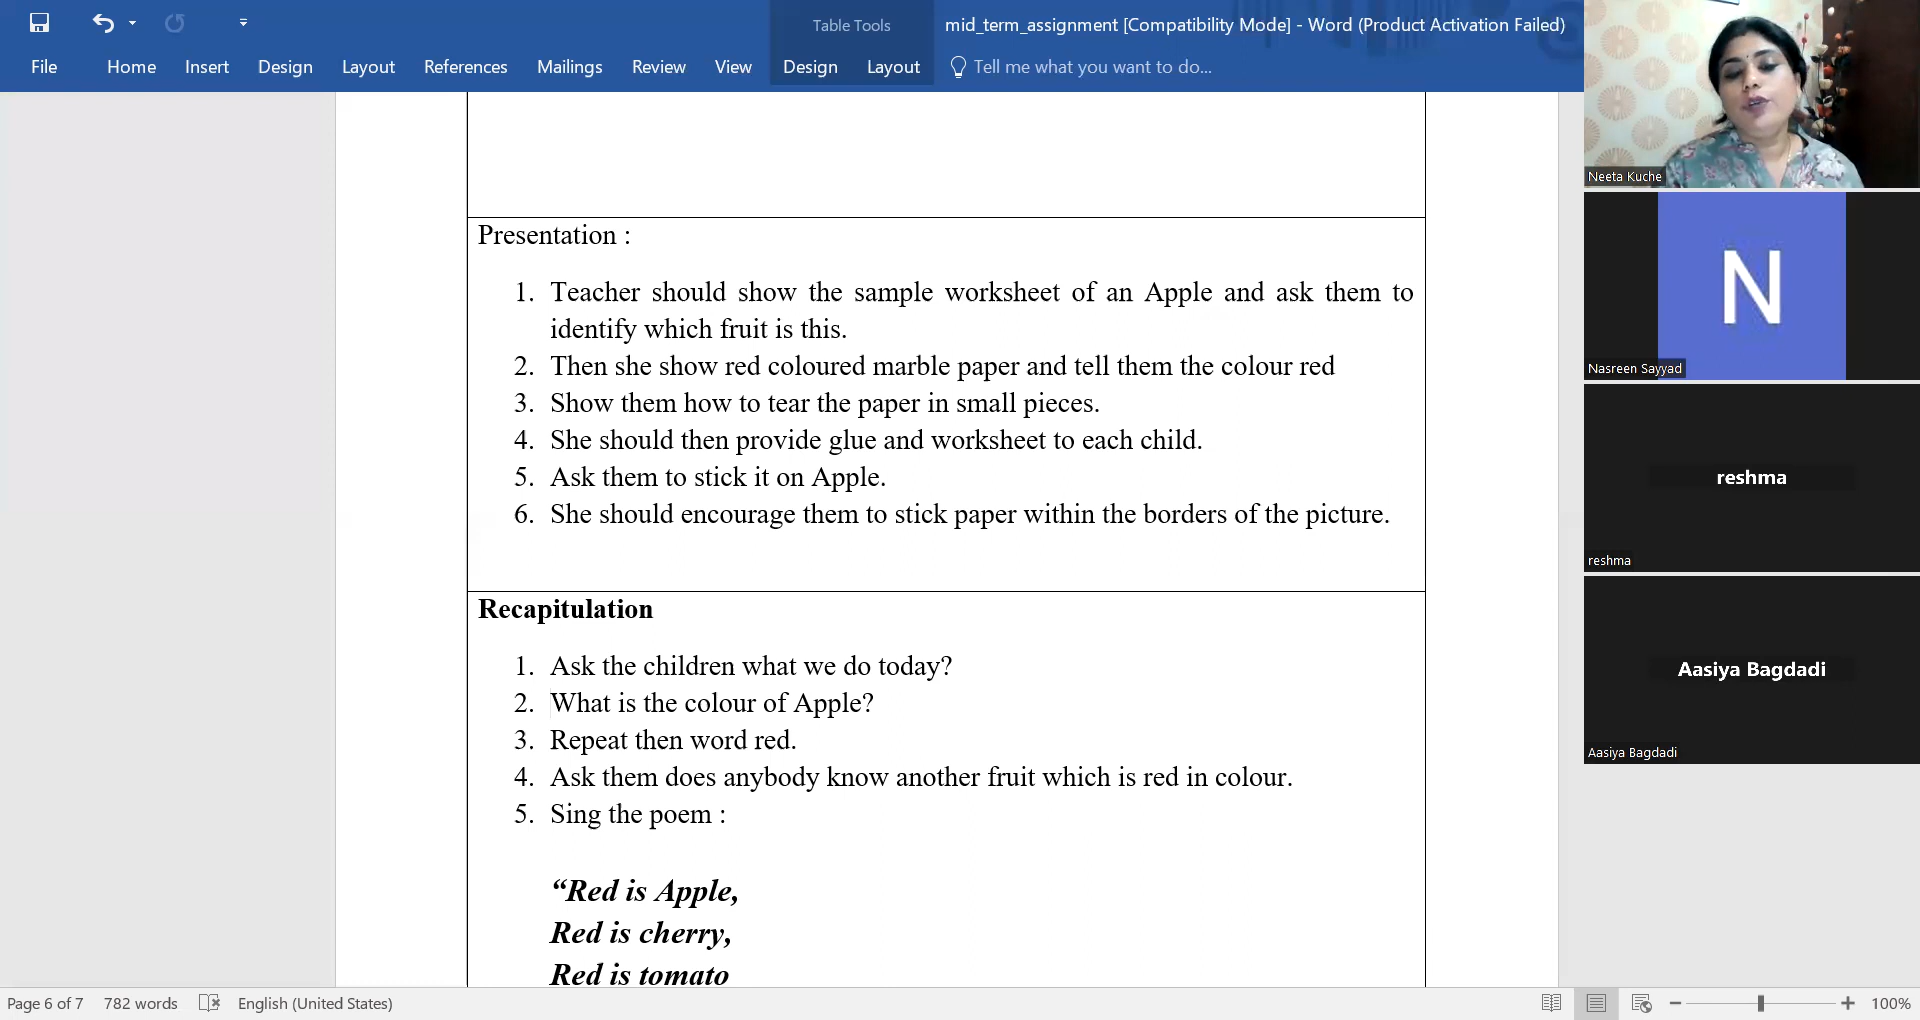 Table Tools
mid_term_assignment [Compatibility Mode] - Word (Product Activation Failed)
File Home Insert Design Layout References Mailings Review View Design Layout Tell me what you want to do...
Neeta Kuche
Presentation :
1. Teacher should show the sample worksheet of an Apple and ask them to
identify which fruit is this.
2. Then she show red coloured marble paper and tell them the colour red
3. Show them how to tear the paper in small pieces.
4. She should then provide glue and worksheet to each child.
5. Ask them to stick it on Apple.
6. She should encourage them to stick paper within the borders of the picture.
N
Nasreen Sayyad
reshma
reshma
Recapitulation
1. Ask the children what we do today?
2. What is the colour of Apple?
3. Repeat then word red.
4. Ask them does anybody know another fruit which is red in colour.
5. Sing the poem :
“Red is Apple,
Red is cherry,
Red is tomato
Aasiya Bagdadi
Aasiya Bagdadi
Page 6 of 7 782 words English (United States) 100%